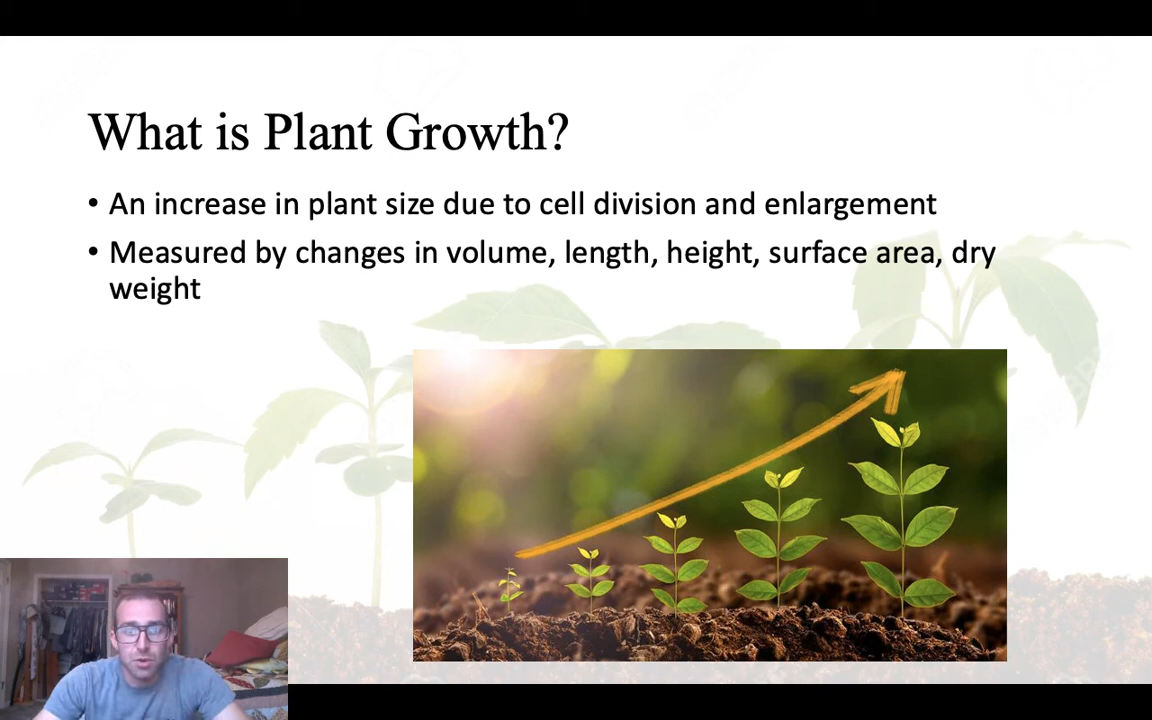 What is Plant Growth?
• An increase in plant size due to cell division and enlargement
• Measured by changes in volume, length, height, surface area, dry
weight